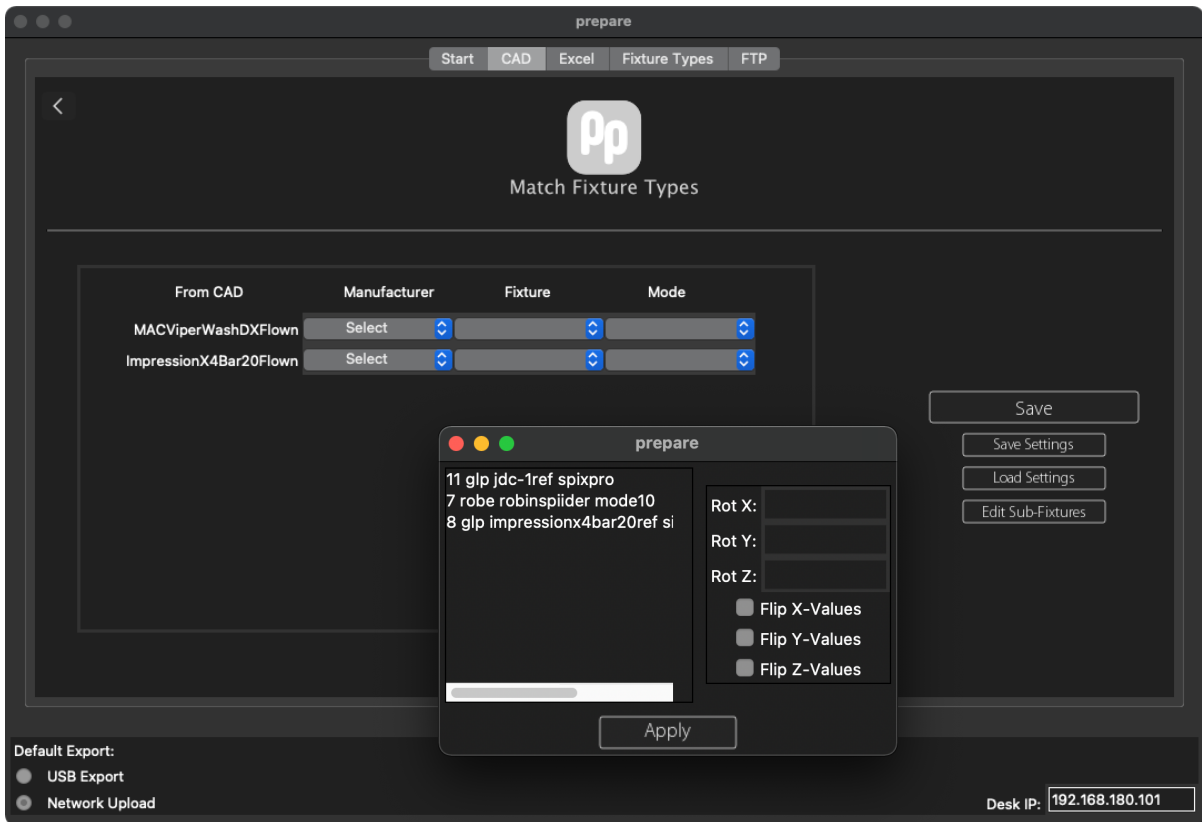 prepare
Start CAD Excel Fixture Types FTP
Pp
Match Fixture Types
From CAD Manufacturer Fixture Mode
MACViperWashDXFlown Select
ImpressionX4Bar20Flown Select
Save
Save Settings
Load Settings
Edit Sub-Fixtures
prepare
11 glp jdc-1ref spixpro
7 robe robinspiider mode10
8 glp impressionx4bar20ref si
Rot X:
Rot Y:
Rot Z:
Flip X-Values
Flip Y-Values
Flip Z-Values
Apply
Default Export:
USB Export
Network Upload
Desk IP: 192.168.180.101